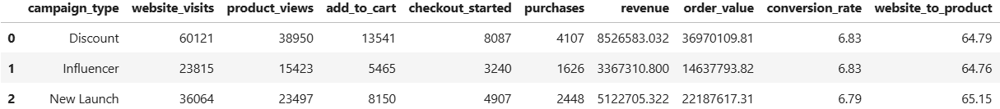 campaign_type website_visits product_views add_to_cart checkout_started purchases revenue order_value conversion_rate website_to_product
0 Discount 60121 38950 13541 8087 4107 8526583.032 36970109.81 6.83 64.79
1 Influencer 23815 15423 5465 3240 1626 3367310.800 14637793.82 6.83 64.76
2 New Launch 36064 23497 8150 4907 2448 5122705.322 22187617.31 6.79 65.15